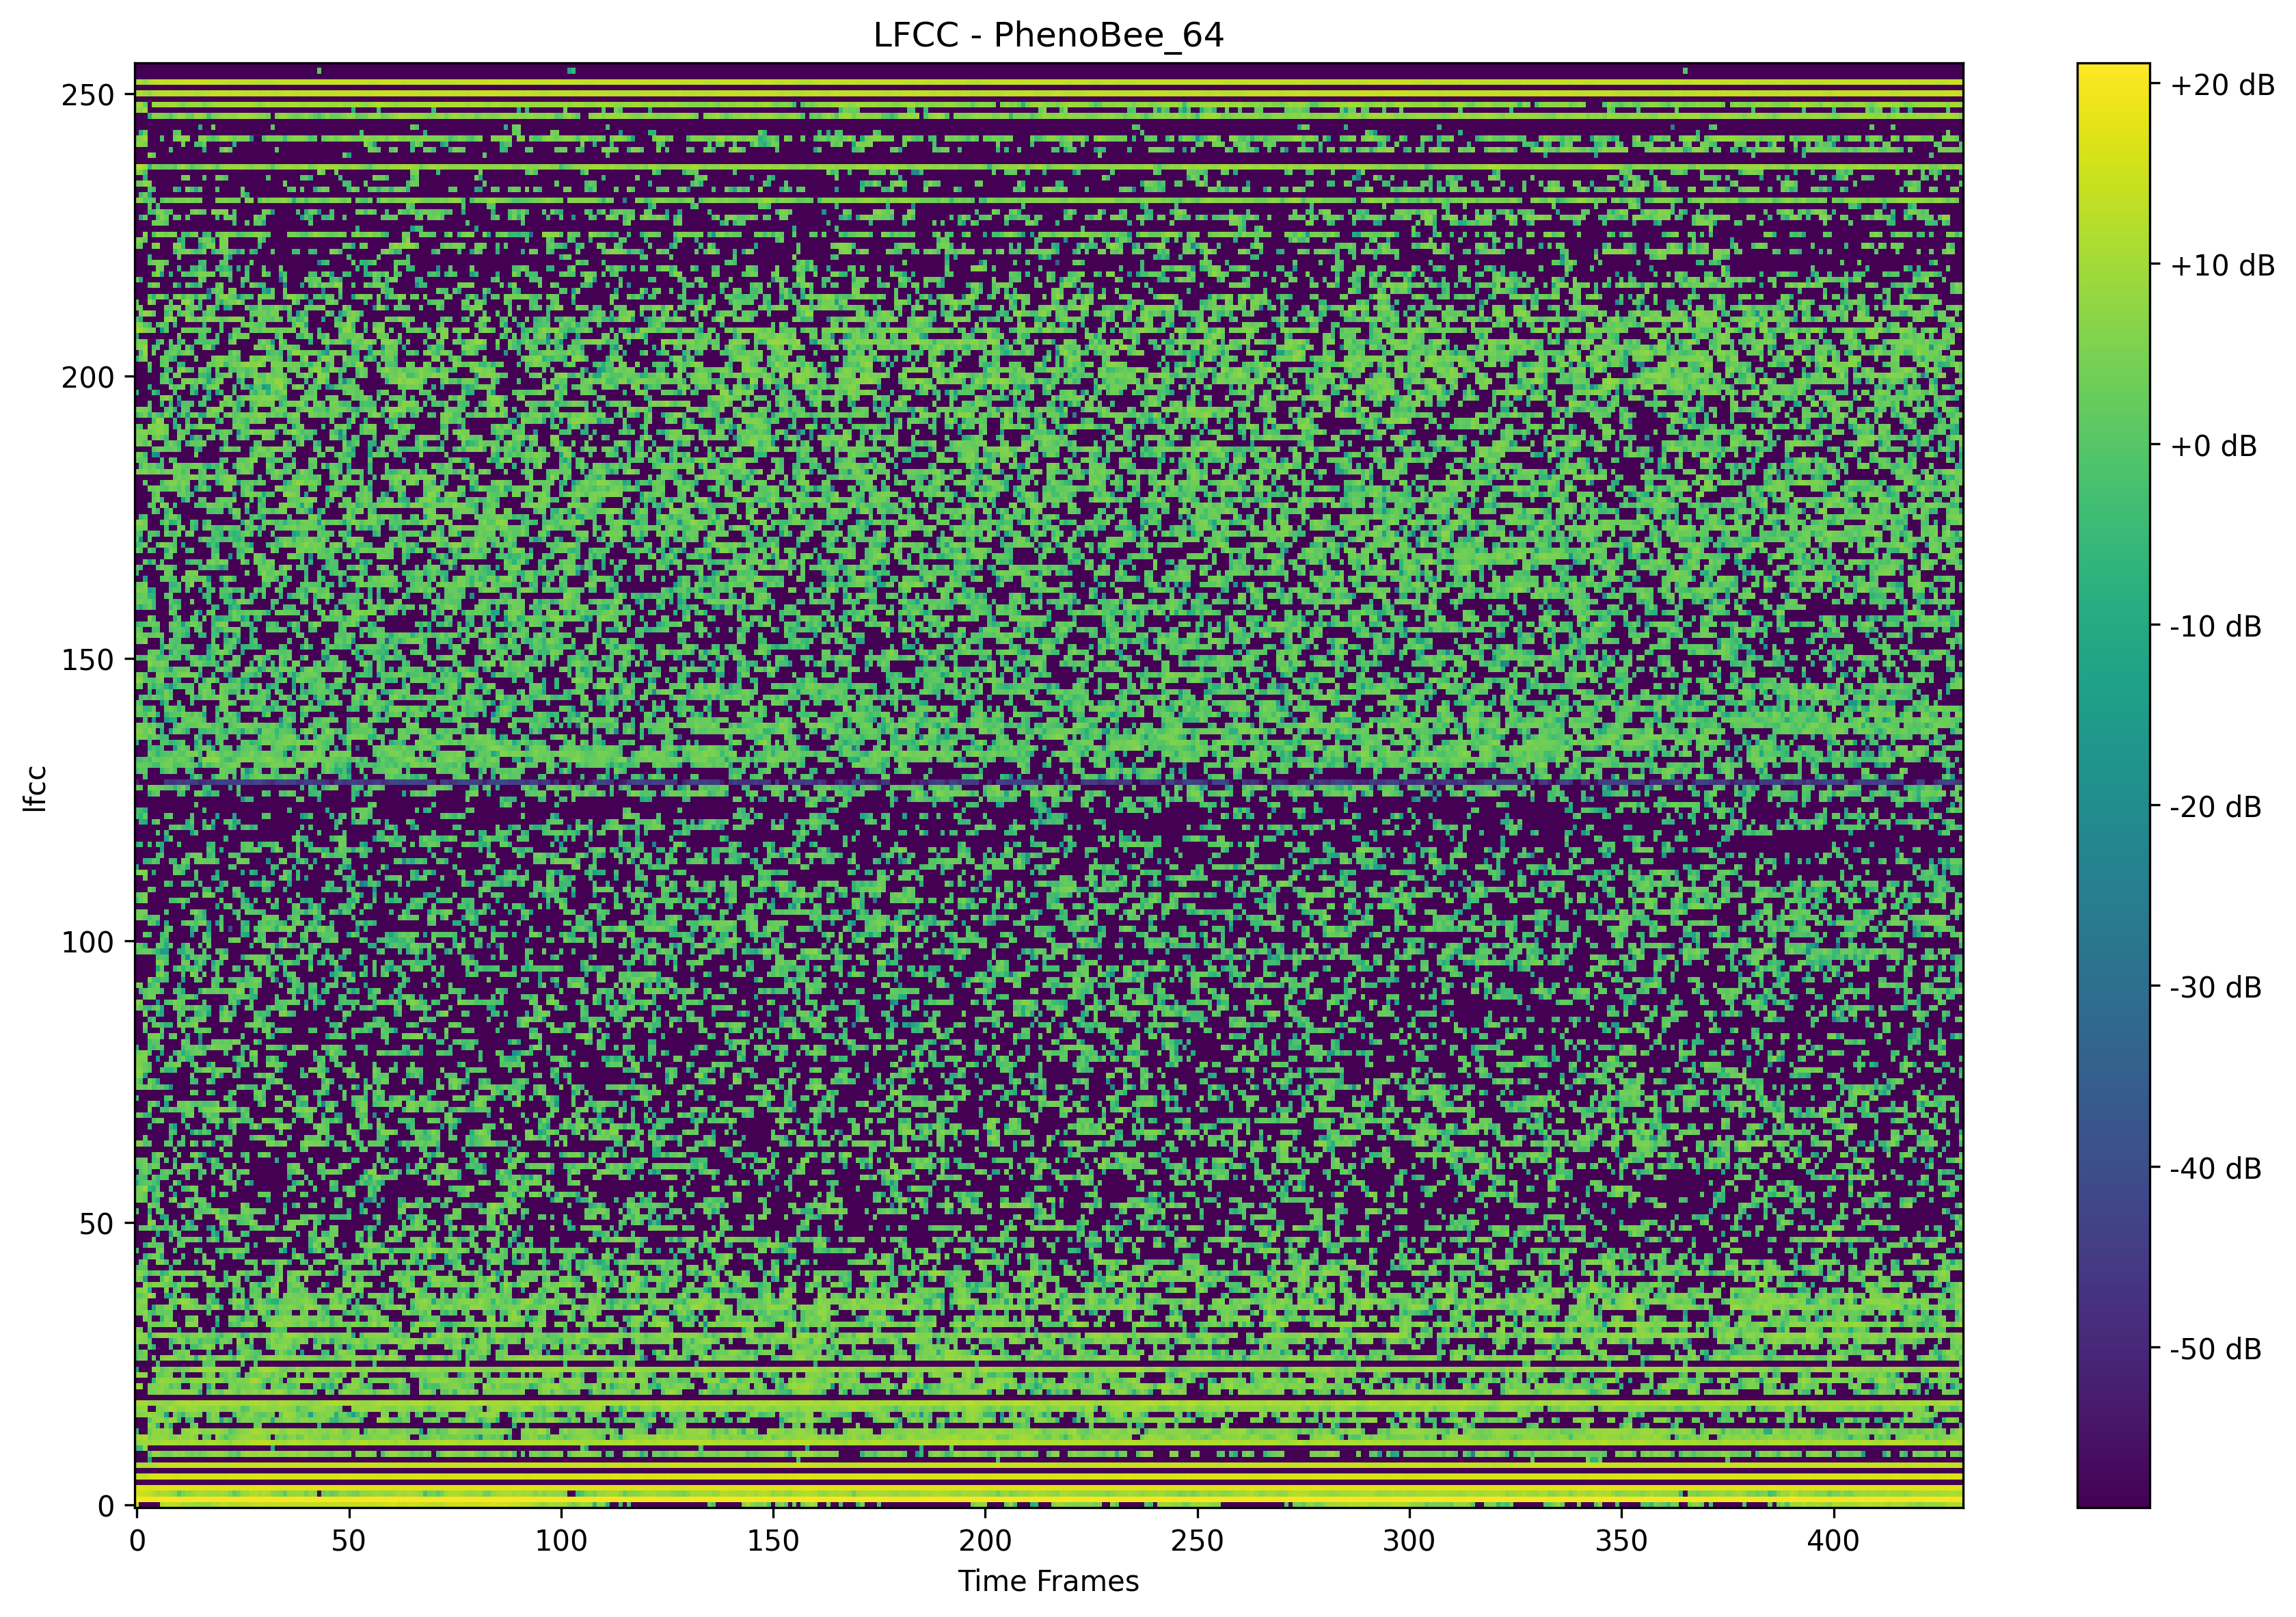 LFCC - PhenoBee_64
250
200
150
100
50
0
lfcc
0 50 100 150 200 250 300 350 400
Time Frames
+20 dB
+10 dB
+0 dB
-10 dB
-20 dB
-30 dB
-40 dB
-50 dB